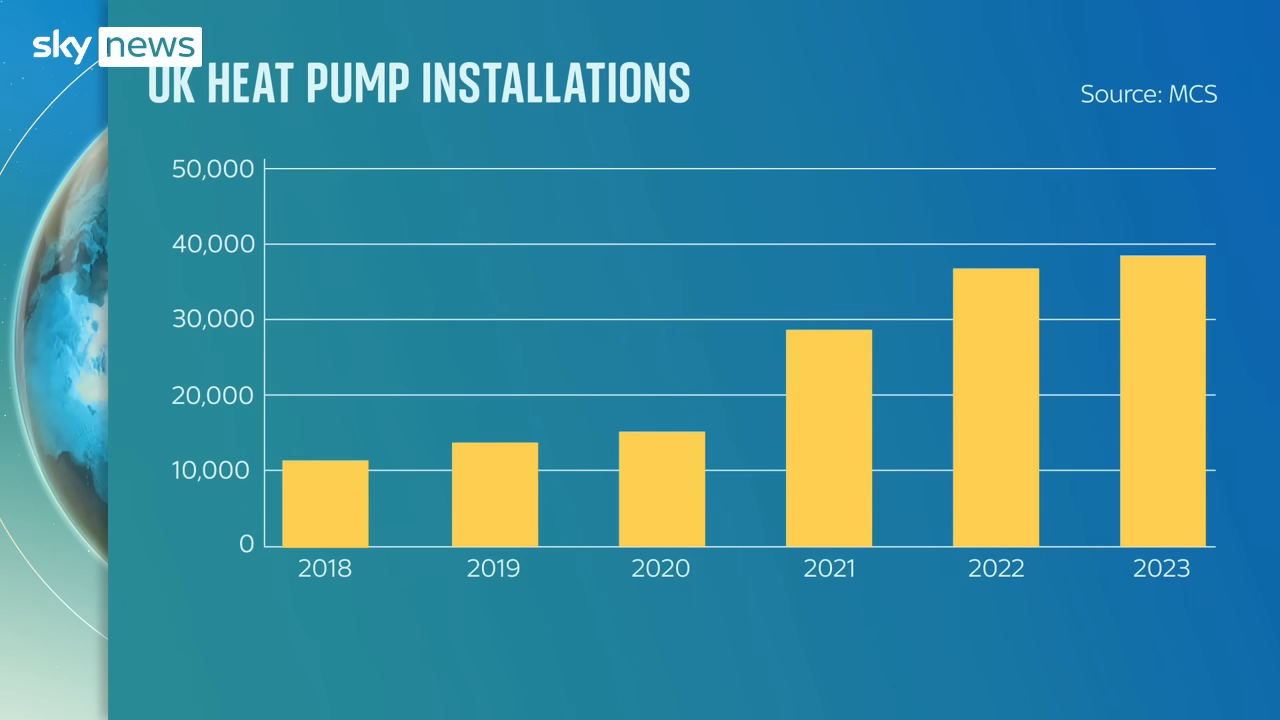 sky news
UK HEAT PUMP INSTALLATIONS
Source: MCS
50,000
40,000
30,000
20,000
10,000
0
2018 2019 2020 2021 2022 2023